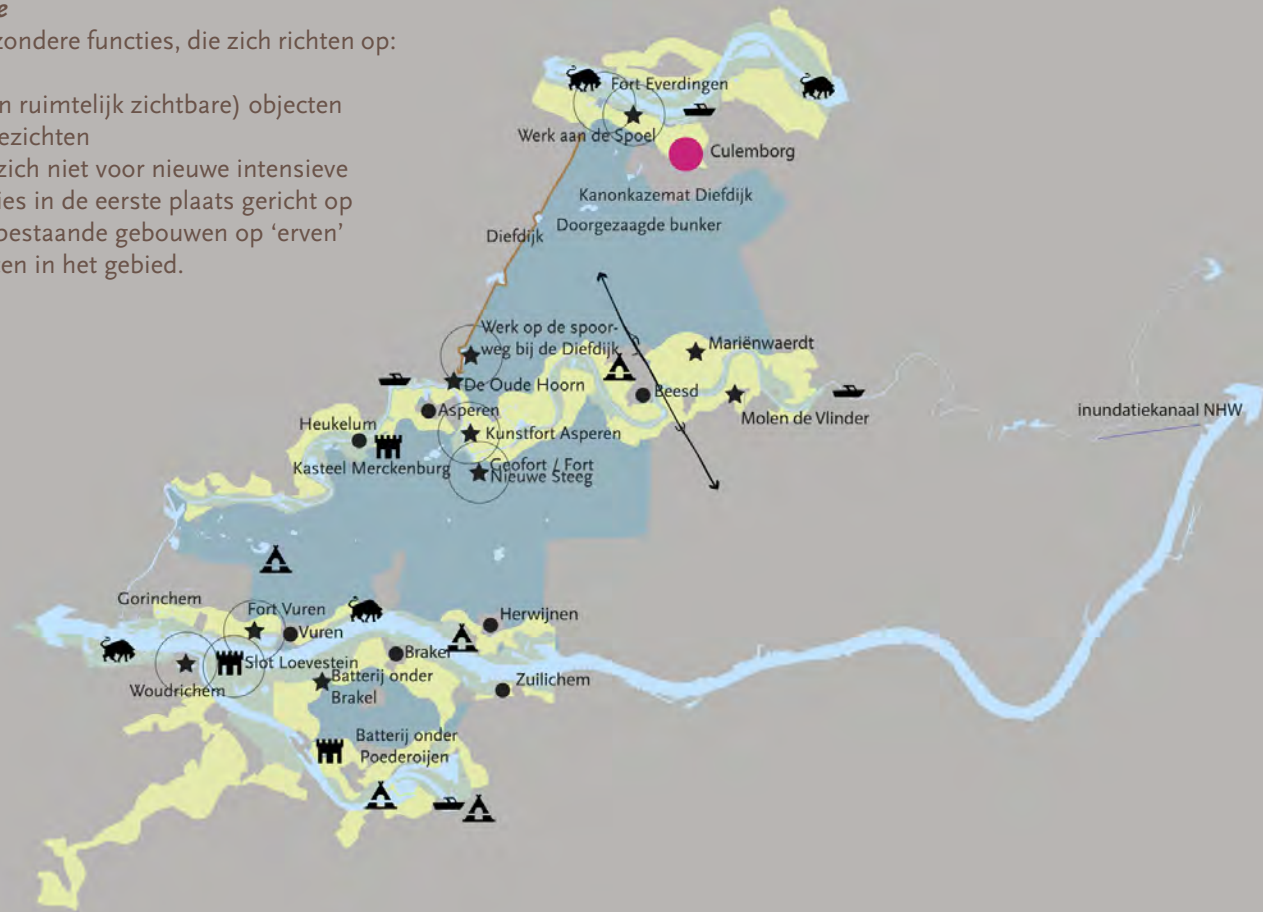 e
zondere functies, die zich richten op:
n ruimtelijk zichtbare) objecten
ezichten
zich niet voor nieuwe intensieve
ies in de eerste plaats gericht op
bestaande gebouwen op ‘erven’
en in het gebied.
Fort Everdingen
Werk aan de Spoel
Culemborg
Kanonkazemat Diefdijk
Doorgezaagde bunker
Diefdijk
Werk op de spoor-
weg bij de Diefdijk
Mariënwaerdt
De Oude Hoorn
Beesd
Asperen
Molen de Vlinder
inundatiekanaal NHW
Heukelum
Kunstfort Asperen
Kasteel Merckenburg
Geofort / Fort
Nieuwe Steeg
Gorinchem
Fort Vuren
Vuren
Herwijnen
Brakel
Slot Loevestein
Woudrichem
Batterij onder
Brakel
Zuilichem
Batterij onder
Poederoijen